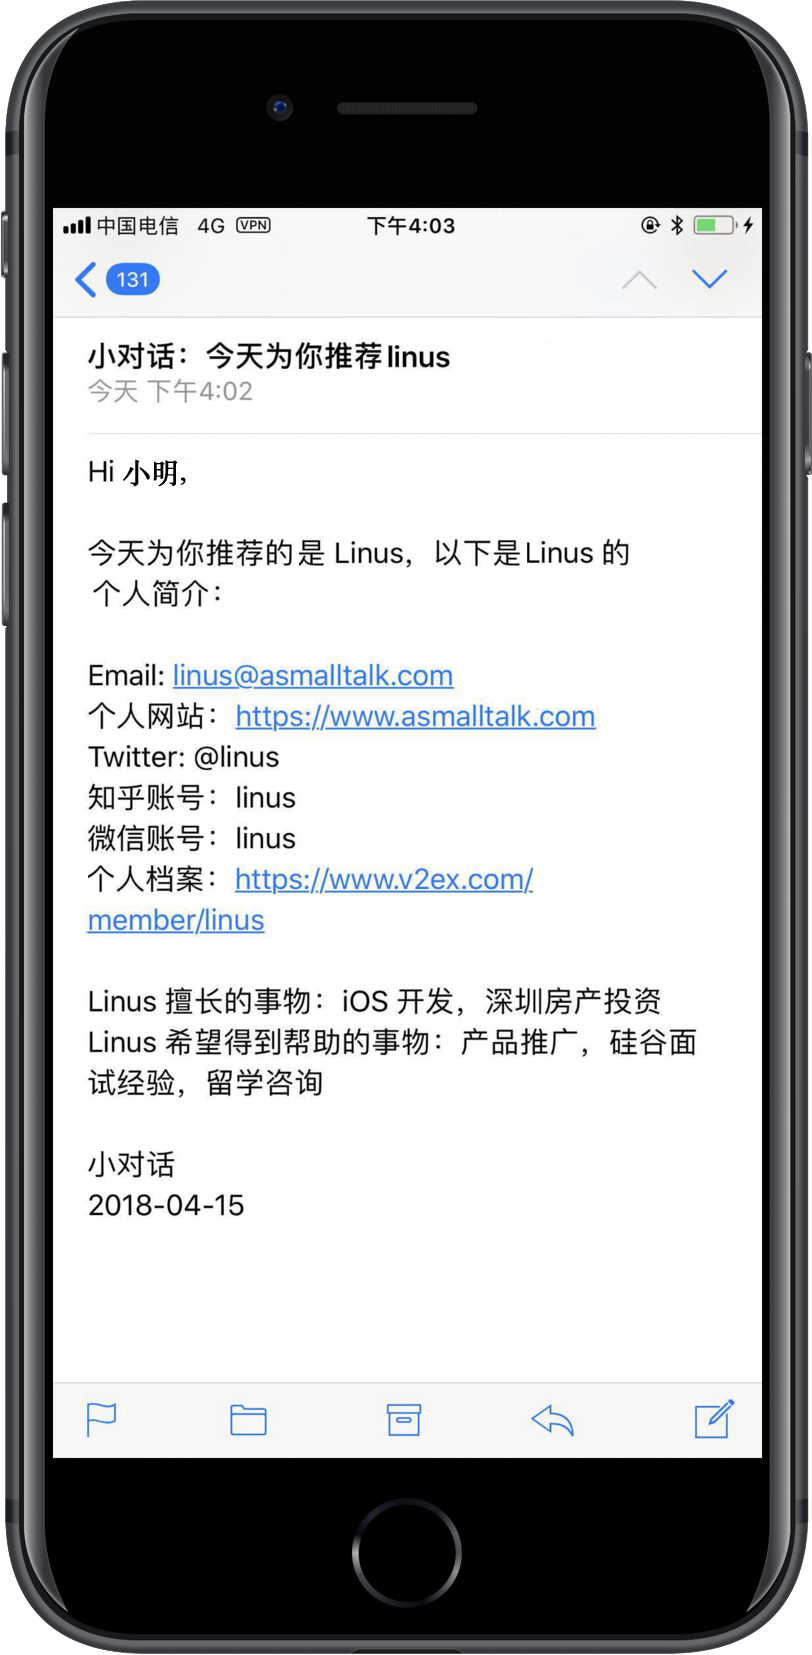 中国电信 4G VPN 下午4:03
131
小对话：今天为你推荐linus
今天 下午4:02
Hi 小明,
今天为你推荐的是 Linus，以下是Linus 的
个人简介：
Email: linus@asmalltalk.com
个人网站：https://www.asmalltalk.com
Twitter: @linus
知乎账号：linus
微信账号：linus
个人档案：https://www.v2ex.com/
member/linus
Linus 擅长的事物：iOS 开发，深圳房产投资
Linus 希望得到帮助的事物：产品推广，硅谷面
试经验，留学咨询
小对话
2018-04-15